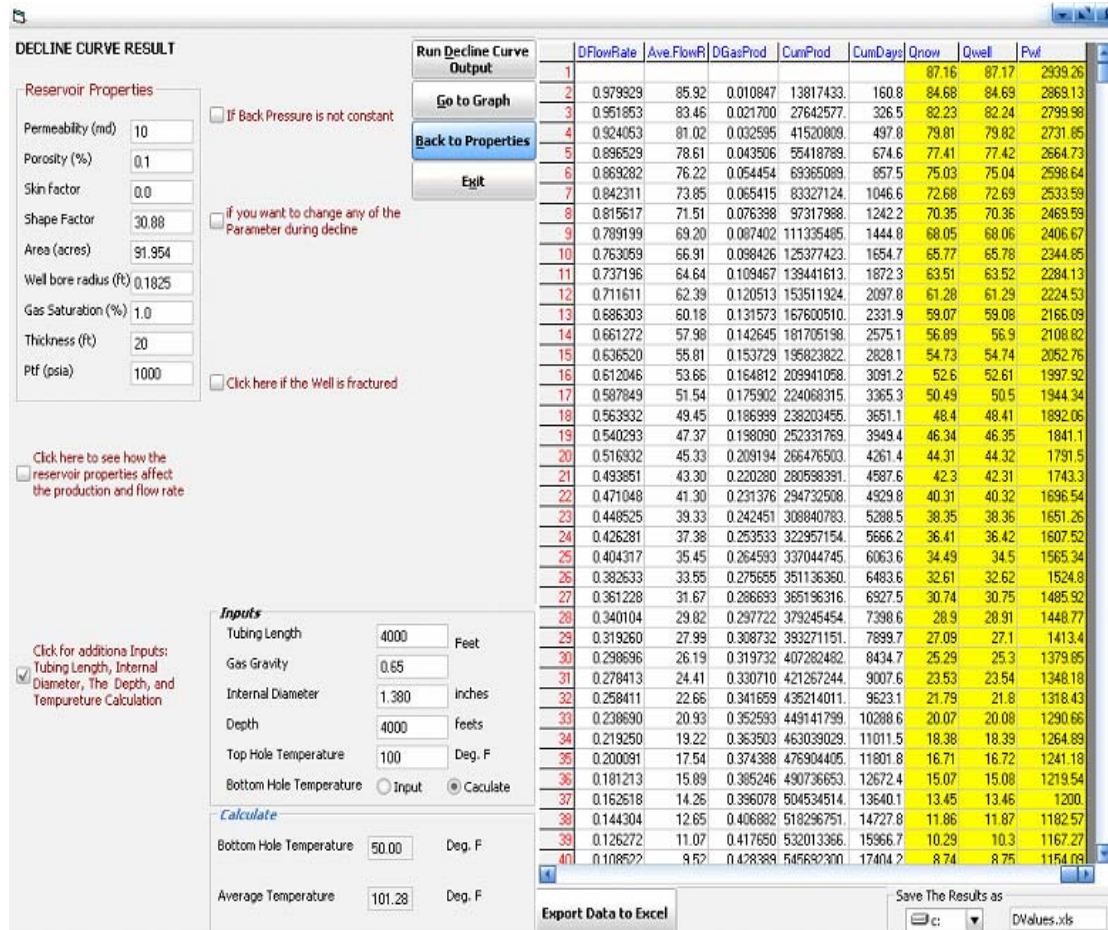 DECLINE CURVE RESULT
Reservoir Properties
Permeability (md) 10
Porosity (%) 0.1
Skin factor 0.0
Shape Factor 30.88
Area (acres) 91.954
Well bore radius (ft) 0.1825
Gas Saturation (%) 1.0
Thickness (ft) 20
Ptf (psia) 1000
If Back Pressure is not constant
if you want to change any of the
Parameter during decline
Click here if the Well is fractured
Click here to see how the
reservoir properties affect
the production and flow rate
Click for additiona Inputs:
Tubing Length, Internal
Diameter, The Depth, and
Tempureture Calculation
Run Decline Curve
Output
Go to Graph
Back to Properties
Exit
Inputs
Tubing Length 4000 Feet
Gas Gravity 0.65
Internal Diameter 1.380 inches
Depth 4000 feets
Top Hole Temperature 100 Deg. F
Bottom Hole Temperature Input Caculate
Calculate
Bottom Hole Temperature 50.00 Deg. F
Average Temperature 101.28 Deg. F
DFlowRate Ave.FlowR DGasProd CumProd CumDays Qnow Qwell Pwf
1 87.16 87.17 2939.26
2 0.979929 85.92 0.010847 13817433. 160.8 84.68 84.69 2869.13
3 0.951853 83.46 0.021700 27642577. 326.5 82.23 82.24 2799.98
4 0.924053 81.02 0.032595 41520809. 497.8 79.81 79.82 2731.85
5 0.896529 78.61 0.043506 55418789. 674.6 77.41 77.42 2664.73
6 0.869282 76.22 0.054454 69365089. 857.5 75.03 75.04 2598.64
7 0.842311 73.85 0.065415 83327124. 1046.6 72.68 72.69 2533.59
8 0.815617 71.51 0.076398 97317988. 1242.2 70.35 70.36 2469.59
9 0.789199 69.20 0.087402 111335485. 1444.8 68.05 68.06 2406.67
10 0.763059 66.91 0.098426 125377423. 1654.7 65.77 65.78 2344.85
11 0.737196 64.64 0.109467 139441613. 1872.3 63.51 63.52 2284.13
12 0.711611 62.39 0.120513 153511924. 2097.8 61.28 61.29 2224.53
13 0.686303 60.18 0.131573 167600510. 2331.9 59.07 59.08 2166.09
14 0.661272 57.98 0.142645 181705198. 2575.1 56.89 56.9 2108.82
15 0.636520 55.81 0.153729 195823822. 2828.1 54.73 54.74 2052.76
16 0.612046 53.66 0.164812 209941058. 3091.2 52.6 52.61 1997.92
17 0.587849 51.54 0.175902 224068315. 3365.3 50.49 50.5 1944.34
18 0.563932 49.45 0.186999 238203455. 3651.1 48.4 48.41 1892.06
19 0.540293 47.37 0.198090 252331769. 3949.4 46.34 46.35 1841.1
20 0.516932 45.33 0.209194 266476503. 4261.4 44.31 44.32 1791.5
21 0.493851 43.30 0.220280 280598391. 4587.6 42.3 42.31 1743.3
22 0.471048 41.30 0.231376 294732508. 4929.8 40.31 40.32 1696.54
23 0.448525 39.33 0.242451 308840783. 5288.5 38.35 38.36 1651.26
24 0.426281 37.38 0.253533 322957154. 5666.2 36.41 36.42 1607.52
25 0.404317 35.45 0.264593 337044745. 6063.6 34.49 34.5 1565.34
26 0.382633 33.55 0.275655 351136360. 6483.6 32.61 32.62 1524.8
27 0.361228 31.67 0.286693 365196316. 6927.5 30.74 30.75 1485.92
28 0.340104 29.82 0.297722 379245454. 7398.6 28.9 28.91 1448.77
29 0.319260 27.99 0.308732 393271151. 7899.7 27.09 27.1 1413.4
30 0.298696 26.19 0.319732 407282482. 8434.7 25.29 25.3 1379.85
31 0.278413 24.41 0.330710 421267244. 9007.6 23.53 23.54 1348.18
32 0.258411 22.66 0.341659 435214011. 9623.1 21.79 21.8 1318.43
33 0.238690 20.93 0.352593 449141799. 10288.6 20.07 20.08 1290.66
34 0.219250 19.22 0.363503 463039029. 11011.5 18.38 18.39 1264.89
35 0.200091 17.54 0.374388 476904405. 11801.8 16.71 16.72 1241.18
36 0.181213 15.89 0.385246 490736653. 12672.4 15.07 15.08 1219.54
37 0.162618 14.26 0.396078 504534514. 13640.1 13.45 13.46 1200.
38 0.144304 12.65 0.406882 518296751. 14727.8 11.86 11.87 1182.57
39 0.126272 11.07 0.417650 532013366. 15966.7 10.29 10.3 1167.27
40 0.108522 9.52 0.428389 545692300. 17404.2 8.74 8.75 1154.09
Export Data to Excel
Save The Results as
c: DValues.xls